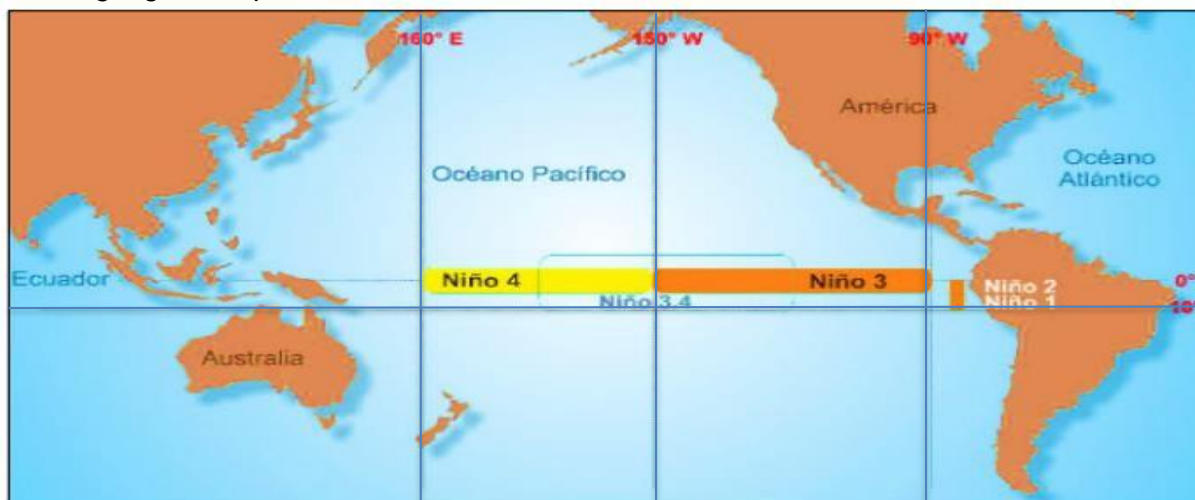 160° E
150° W
90° W
América
Océano Pacífico
Océano
Atlántico
Ecuador
Niño 4
Niño 3
Niño 2
0°
Niño 3.4
Niño 1
10°
Australia